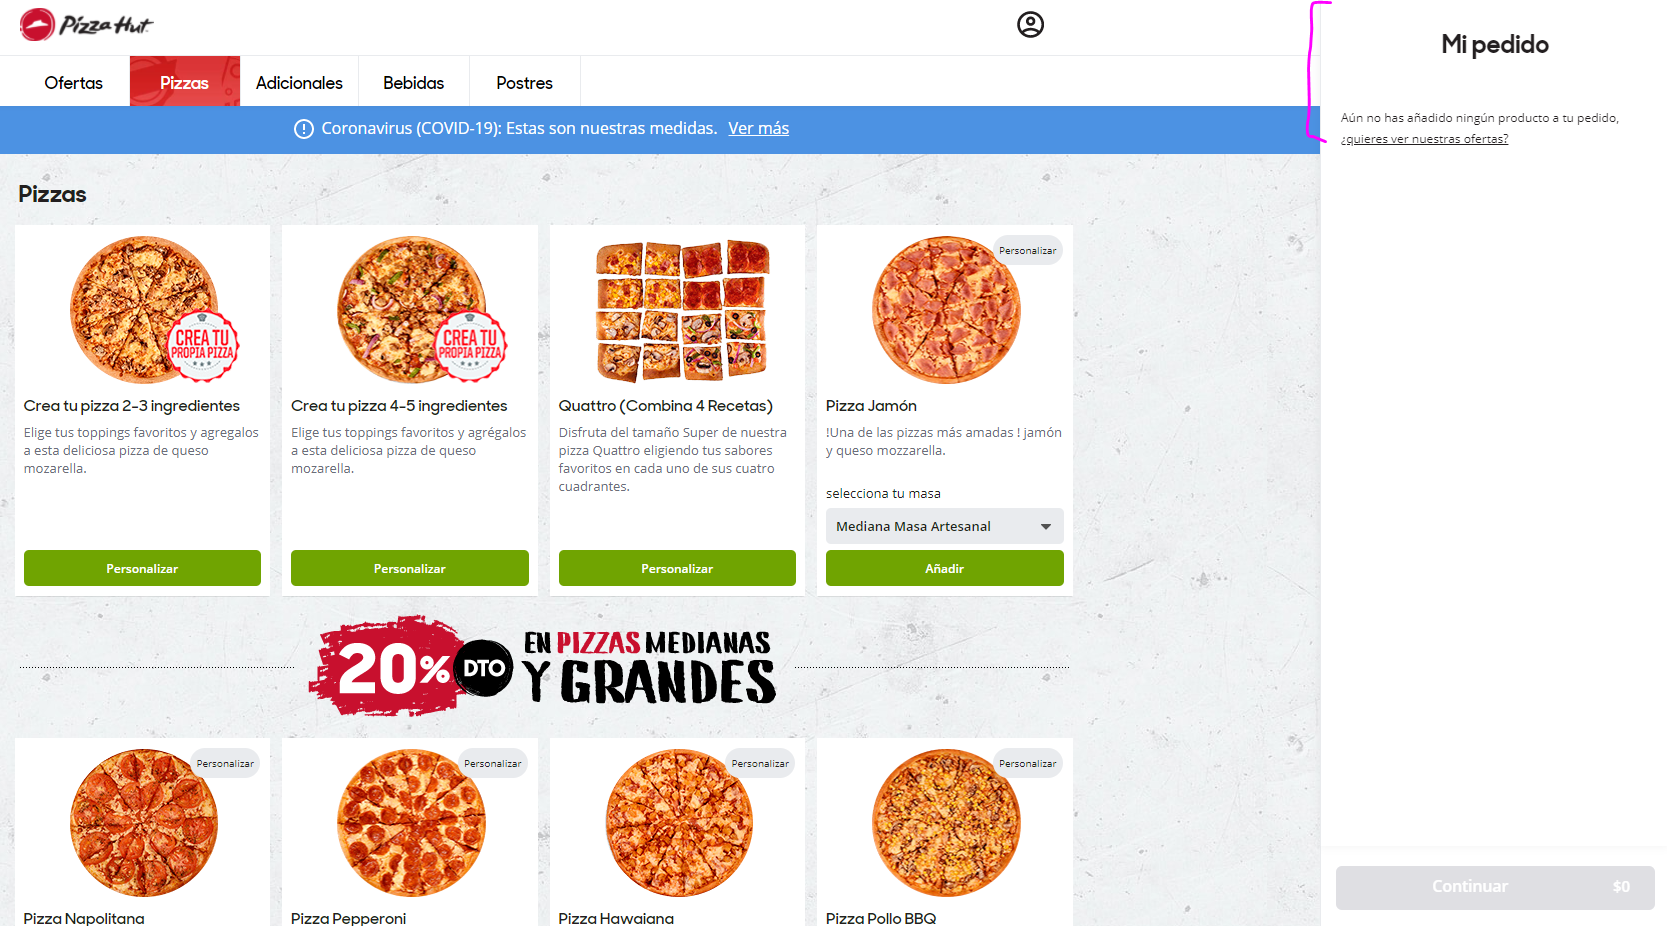 Pizza Hut
Ofertas
Pizzas
Adicionales
Bebidas
Postres
Coronavirus (COVID-19): Estas son nuestras medidas. Ver más
Mi pedido
Aún no has añadido ningún producto a tu pedido,
¿quieres ver nuestras ofertas?
Pizzas
CREA TU
PROPIA PIZZA
Crea tu pizza 2-3 ingredientes
Elige tus toppings favoritos y agregalos
a esta deliciosa pizza de queso
mozarella.
Personalizar
CREA TU
PROPIA PIZZA
Crea tu pizza 4-5 ingredientes
Elige tus toppings favoritos y agrégalos
a esta deliciosa pizza de queso
mozarella.
Personalizar
Quattro (Combina 4 Recetas)
Disfruta del tamaño Super de nuestra
pizza Quattro eligiendo tus sabores
favoritos en cada uno de sus cuatro
cuadrantes.
Personalizar
Personalizar
Pizza Jamón
!Una de las pizzas más amadas ! jamón
y queso mozzarella.
selecciona tu masa
Mediana Masa Artesanal
Añadir
20% DTO
EN PIZZAS MEDIANAS
Y GRANDES
Personalizar
Pizza Napolitana
Personalizar
Pizza Pepperoni
Personalizar
Pizza Hawaiana
Personalizar
Pizza Pollo BBQ
Continuar $0